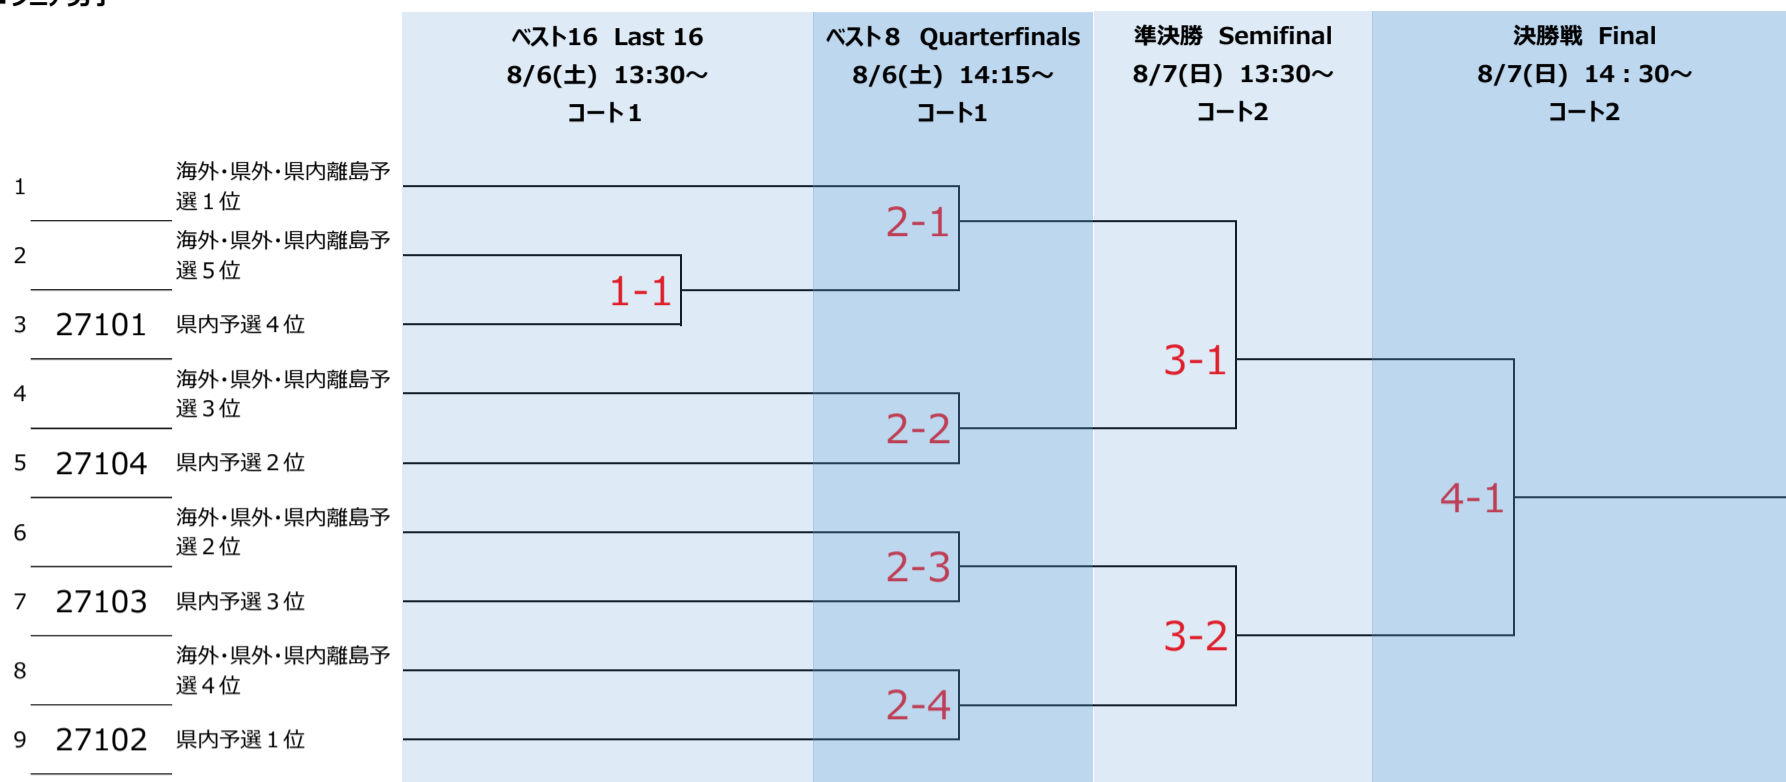 ベスト16 Last 16
8/6(土) 13:30～
コート1
ベスト8 Quarterfinals
8/6(土) 14:15～
コート1
準決勝 Semifinal
8/7(日) 13:30～
コート2
決勝戦 Final
8/7(日) 14：30～
コート2
1
海外・県外・県内離島予
選１位
2
海外・県外・県内離島予
選５位
3 27101 県内予選４位
4
海外・県外・県内離島予
選３位
5 27104 県内予選２位
6
海外・県外・県内離島予
選２位
7 27103 県内予選３位
8
海外・県外・県内離島予
選４位
9 27102 県内予選１位
1-1
2-1
2-2
2-3
2-4
3-1
3-2
4-1